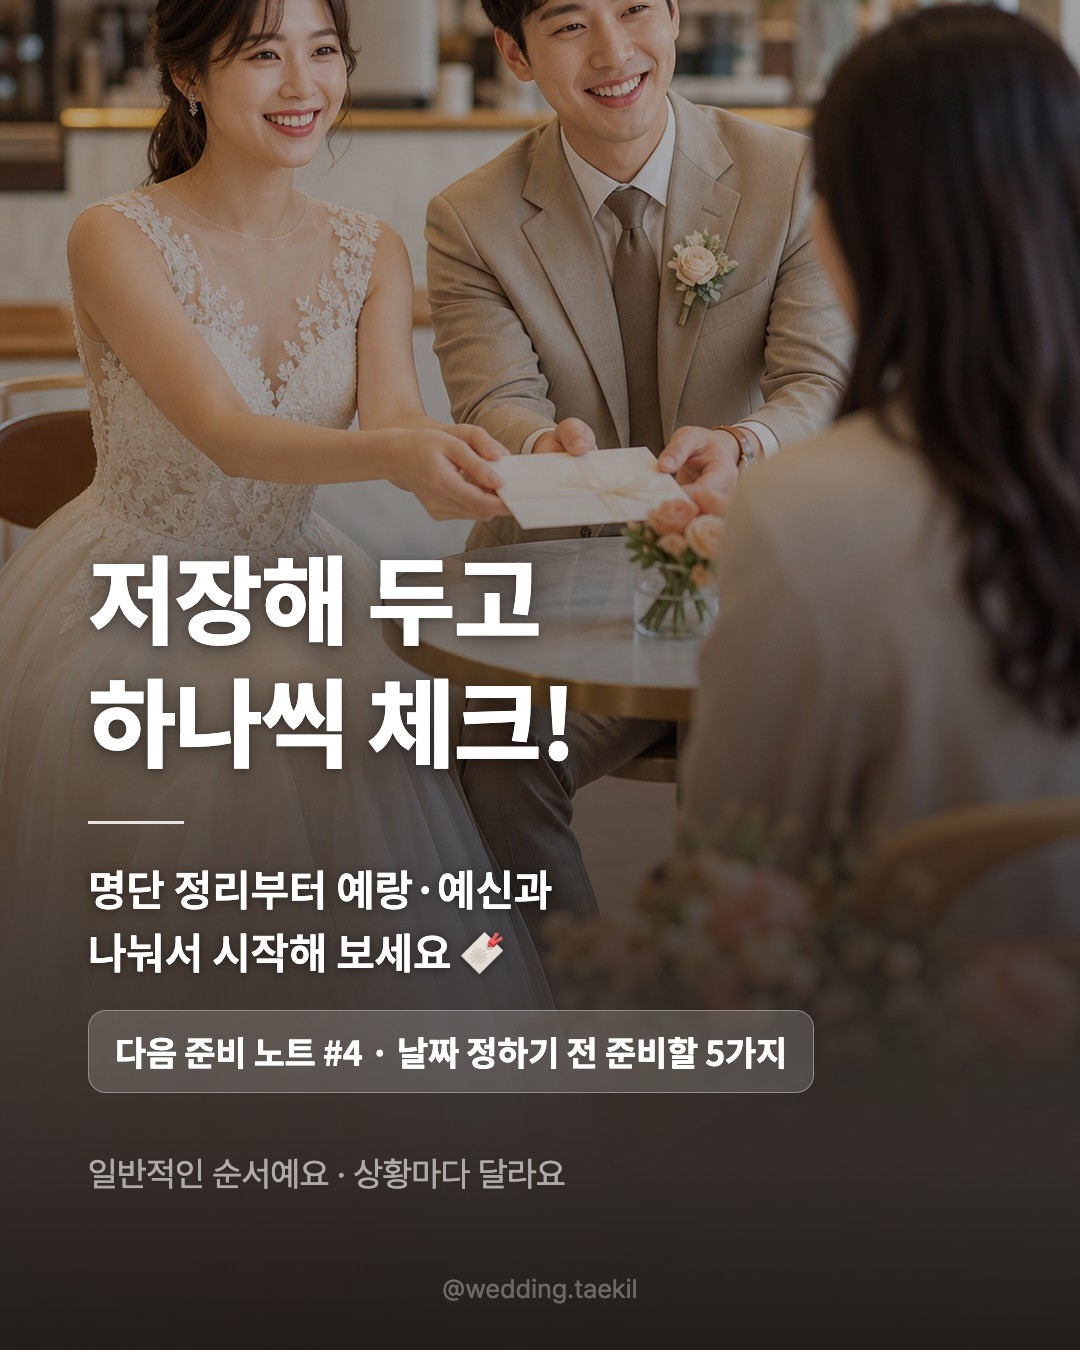 저장해 두고
하나씩 체크!
명단 정리부터 예랑·예신과
나눠서 시작해 보세요
다음 준비 노트 #4 · 날짜 정하기 전 준비할 5가지
일반적인 순서예요 · 상황마다 달라요
@wedding.taekil